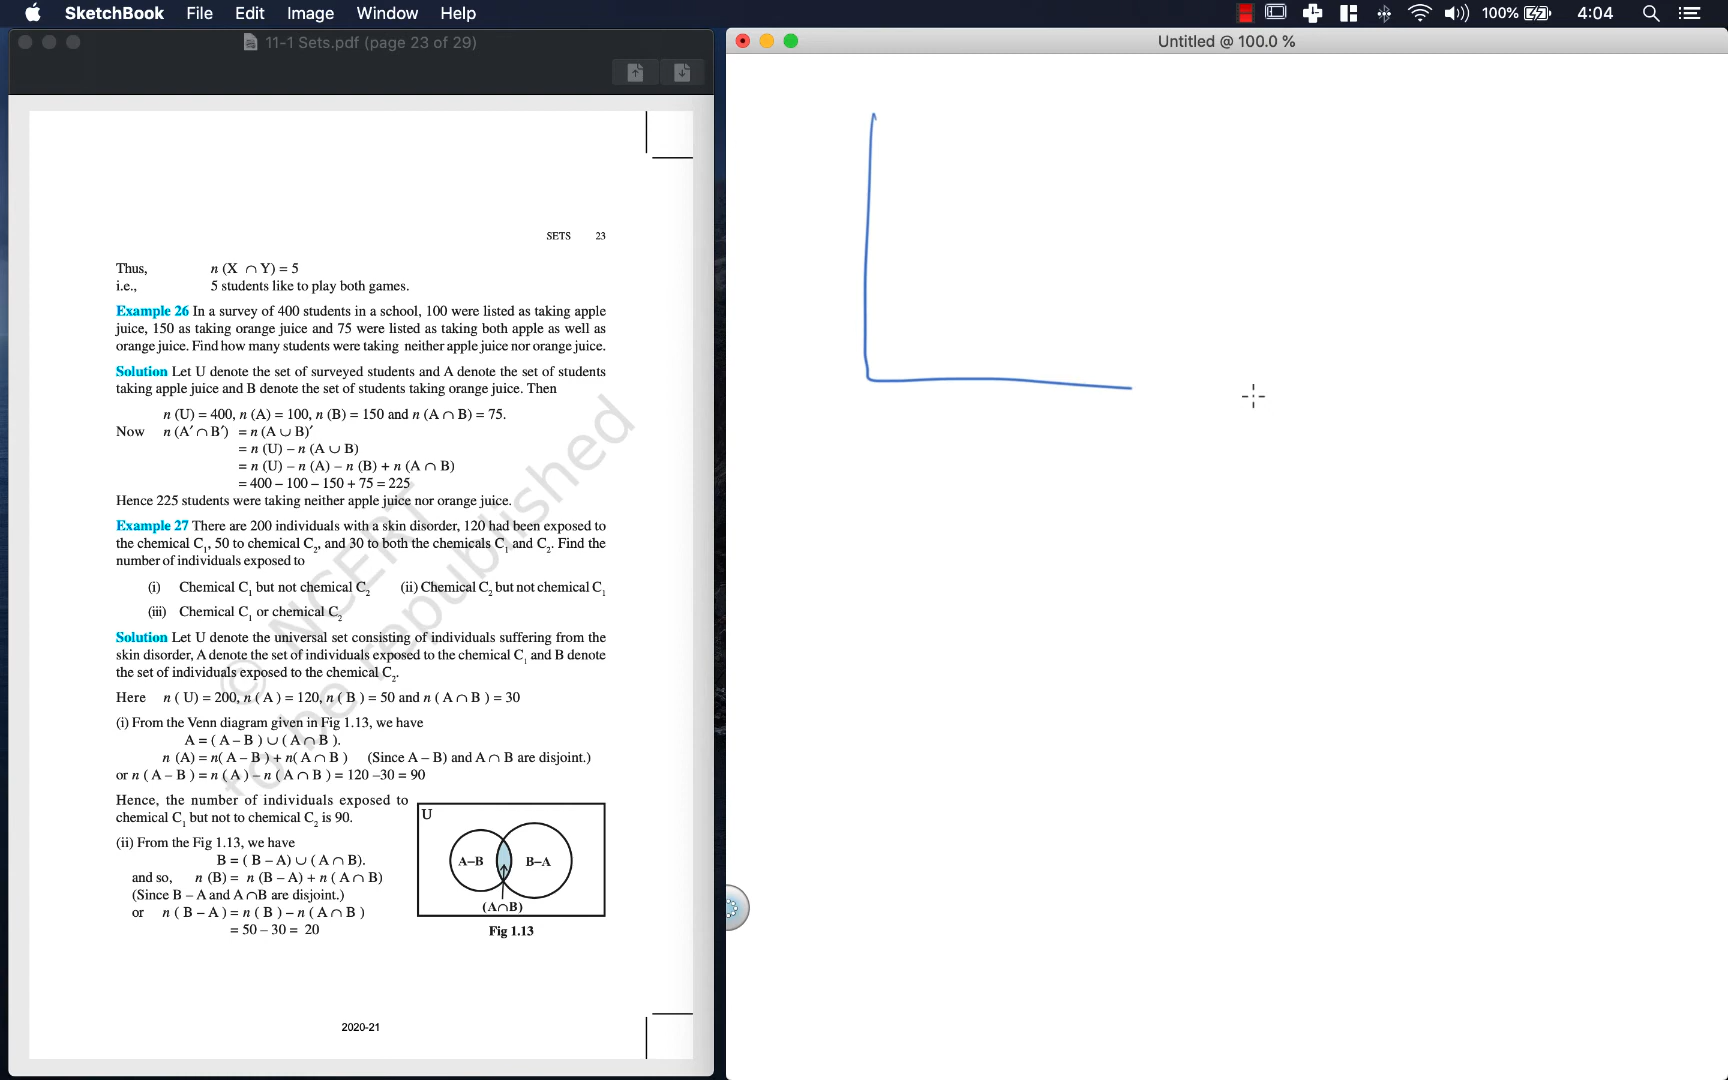 SketchBook File Edit Image Window Help 100% 4:04
11-1 Sets.pdf (page 23 of 29)
Untitled @ 100.0 %
SETS 23
Thus, n (X ∩ Y) = 5
i.e., 5 students like to play both games.
Example 26 In a survey of 400 students in a school, 100 were listed as taking apple
juice, 150 as taking orange juice and 75 were listed as taking both apple as well as
orange juice. Find how many students were taking neither apple juice nor orange juice.
Solution Let U denote the set of surveyed students and A denote the set of students
taking apple juice and B denote the set of students taking orange juice. Then
n (U) = 400, n (A) = 100, n (B) = 150 and n (A ∩ B) = 75.
Now n (A′ ∩ B′) = n (A ∪ B)′
= n (U) – n (A ∪ B)
= n (U) – n (A) – n (B) + n (A ∩ B)
= 400 – 100 – 150 + 75 = 225
Hence 225 students were taking neither apple juice nor orange juice.
Example 27 There are 200 individuals with a skin disorder, 120 had been exposed to
the chemical C₁, 50 to chemical C₂, and 30 to both the chemicals C₁ and C₂. Find the
number of individuals exposed to
(i) Chemical C₁ but not chemical C₂ (ii) Chemical C₂ but not chemical C₁
(iii) Chemical C₁ or chemical C₂
Solution Let U denote the universal set consisting of individuals suffering from the
skin disorder, A denote the set of individuals exposed to the chemical C₁ and B denote
the set of individuals exposed to the chemical C₂.
Here n ( U) = 200, n ( A ) = 120, n ( B ) = 50 and n ( A ∩ B ) = 30
(i) From the Venn diagram given in Fig 1.13, we have
A = ( A – B ) ∪ ( A ∩ B ).
n (A) = n( A – B ) + n( A ∩ B ) (Since A – B) and A ∩ B are disjoint.)
or n ( A – B ) = n ( A ) – n ( A ∩ B ) = 120 –30 = 90
Hence, the number of individuals exposed to
chemical C₁ but not to chemical C₂ is 90.
(ii) From the Fig 1.13, we have
B = ( B – A) ∪ ( A ∩ B).
and so, n (B) = n (B – A) + n ( A ∩ B)
(Since B – A and A ∩B are disjoint.)
or n ( B – A ) = n ( B ) – n ( A ∩ B )
= 50 – 30 = 20
U
A–B B–A
(A∩B)
Fig 1.13
2020-21
© NCERT
to be republished